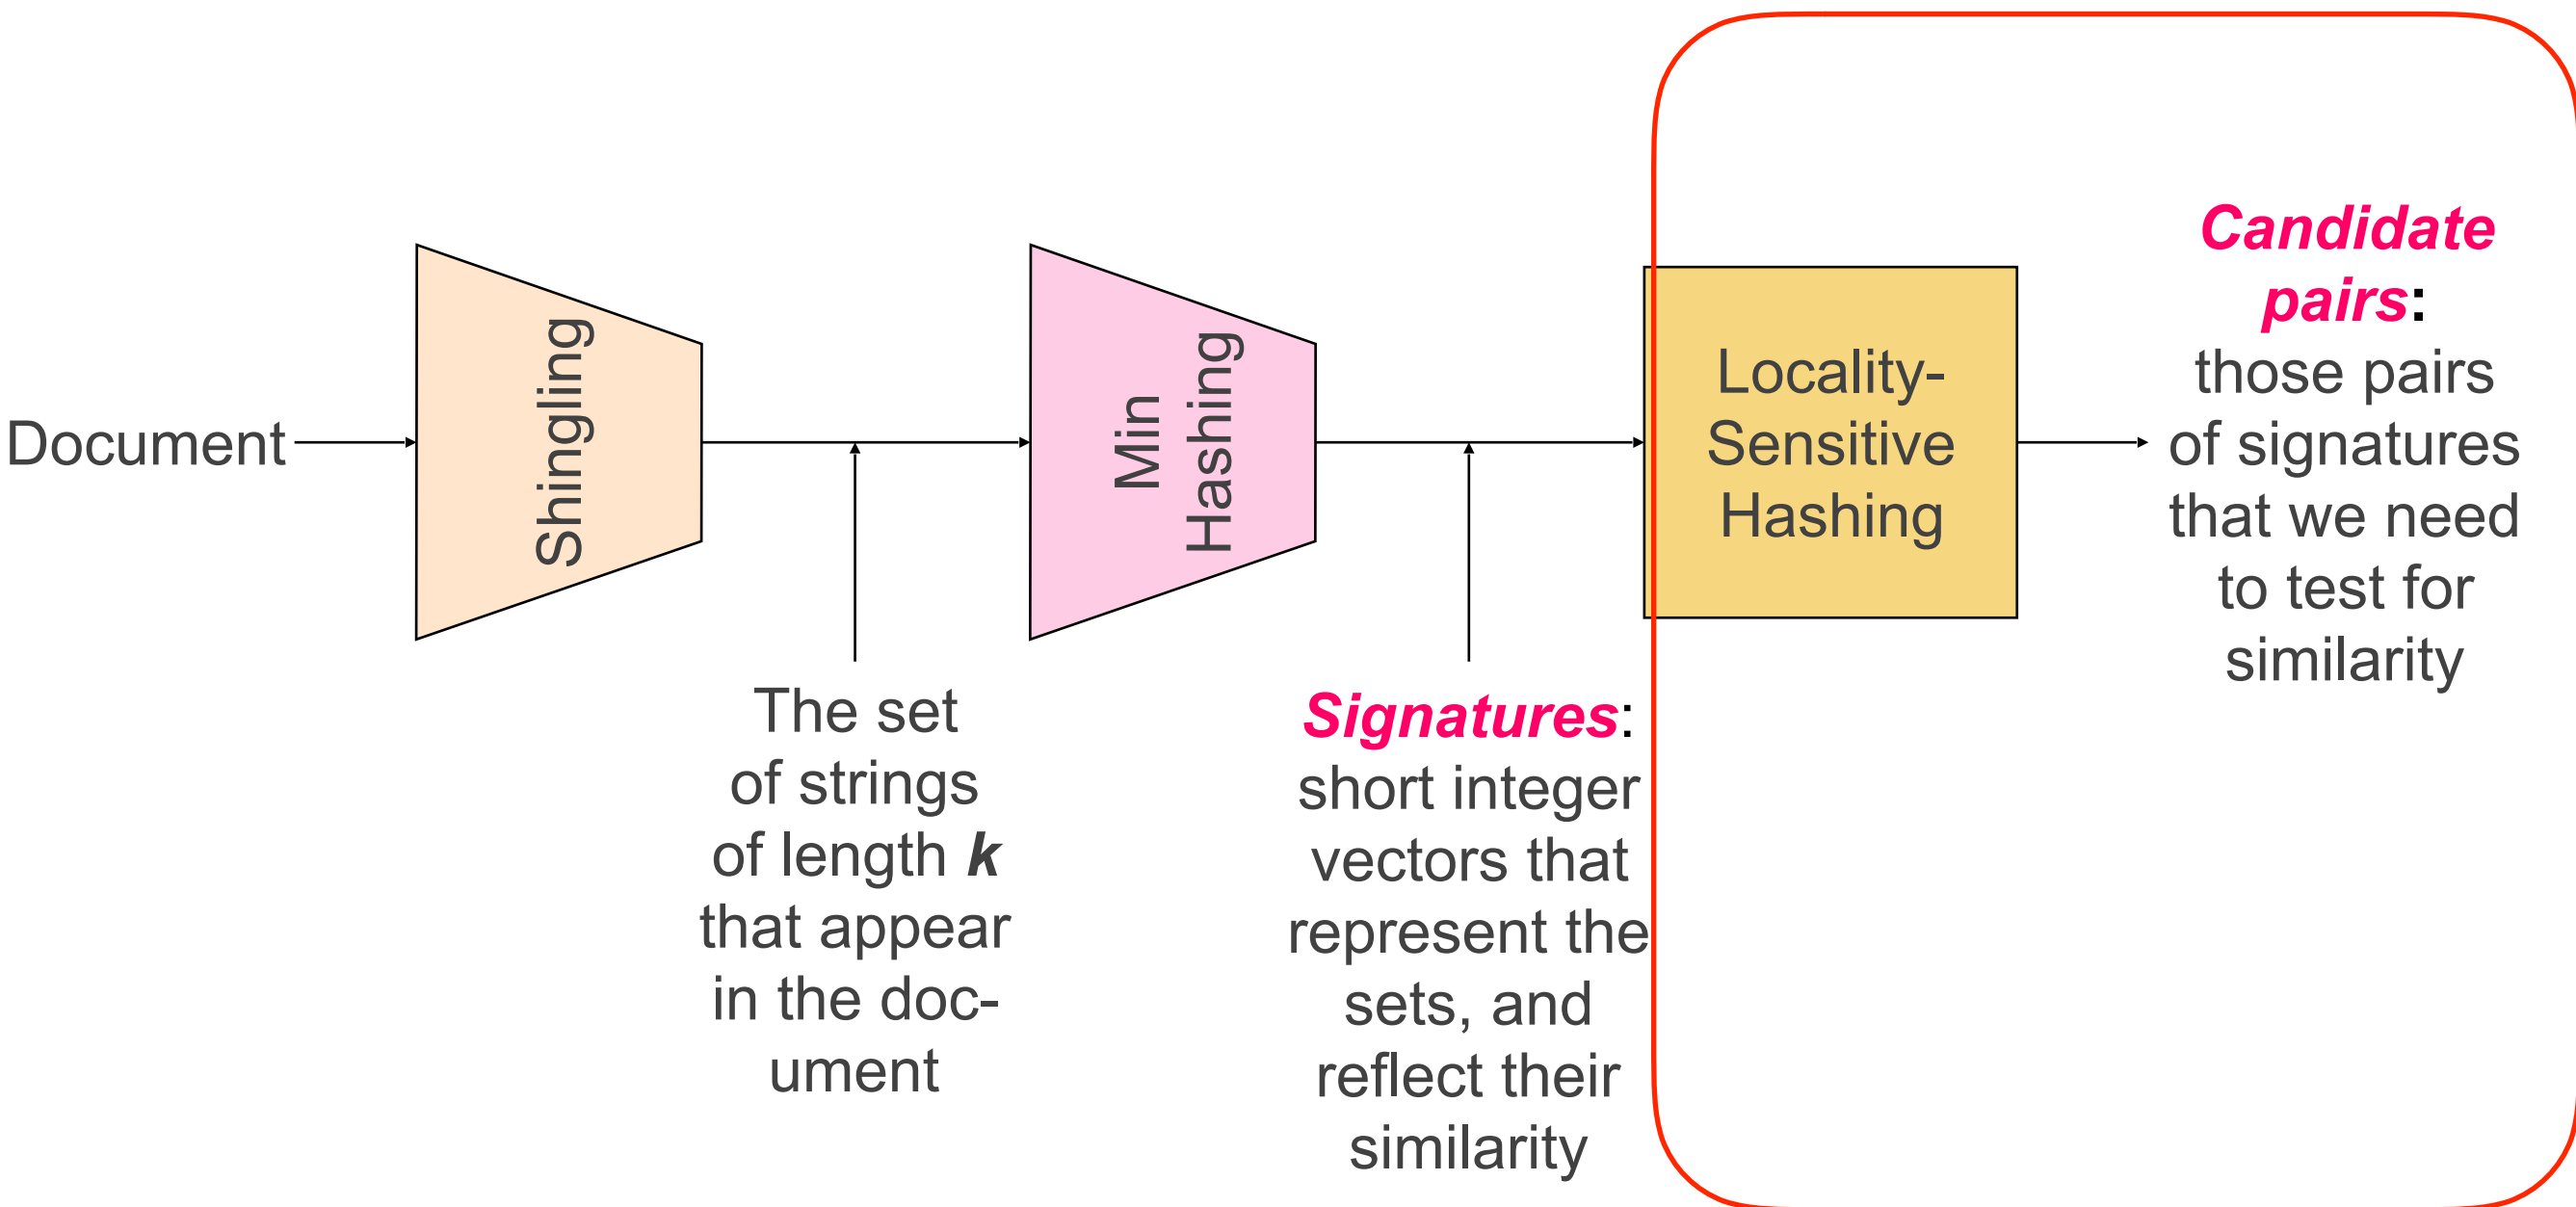 Document
Shingling
The set
of strings
of length k
that appear
in the doc-
ument
Min
Hashing
Signatures:
short integer
vectors that
represent the
sets, and
reflect their
similarity
Locality-
Sensitive
Hashing
Candidate
pairs:
those pairs
of signatures
that we need
to test for
similarity